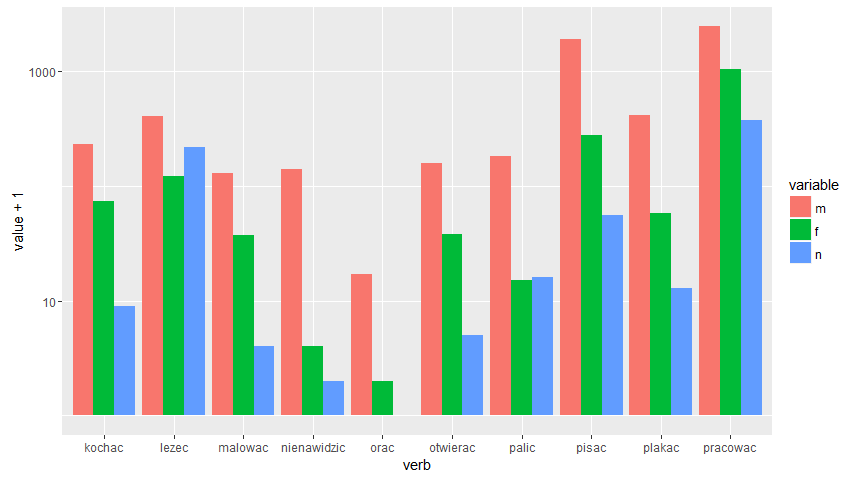 1000
10
value + 1
kochac lezec malowac nienawidzic orac otwierac palic pisac plakac pracowac
verb
variable
m
f
n